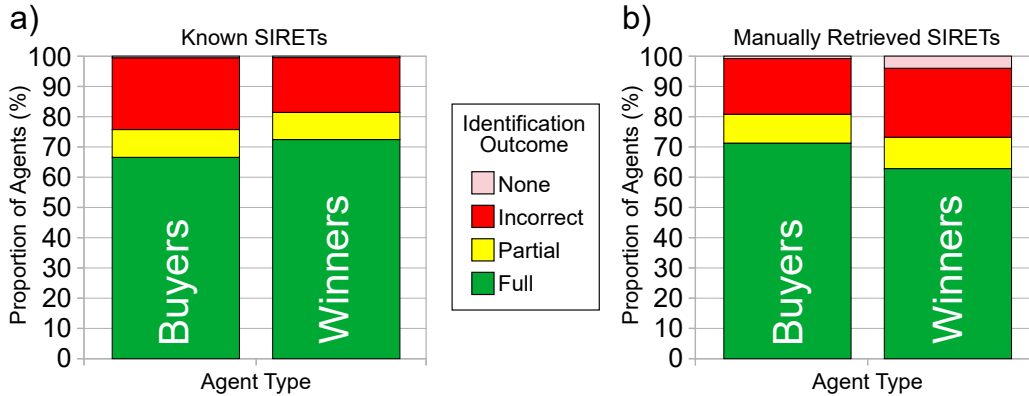 a)
Known SIRETs
Proportion of Agents (%)
100
90
80
70
60
50
40
30
20
10
0
Buyers
Winners
Agent Type
Identification
Outcome
None
Incorrect
Partial
Full
b)
Manually Retrieved SIRETs
Proportion of Agents (%)
100
90
80
70
60
50
40
30
20
10
0
Buyers
Winners
Agent Type